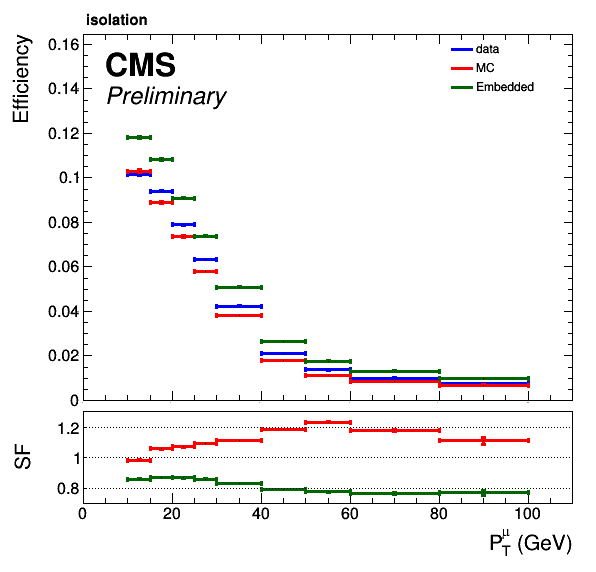 isolation
0.16
0.14
0.12
0.1
0.08
0.06
0.04
0.02
0
Efficiency
CMS
Preliminary
data
MC
Embedded
1.2
1
0.8
SF
0 20 40 60 80 100
P_T^μ (GeV)